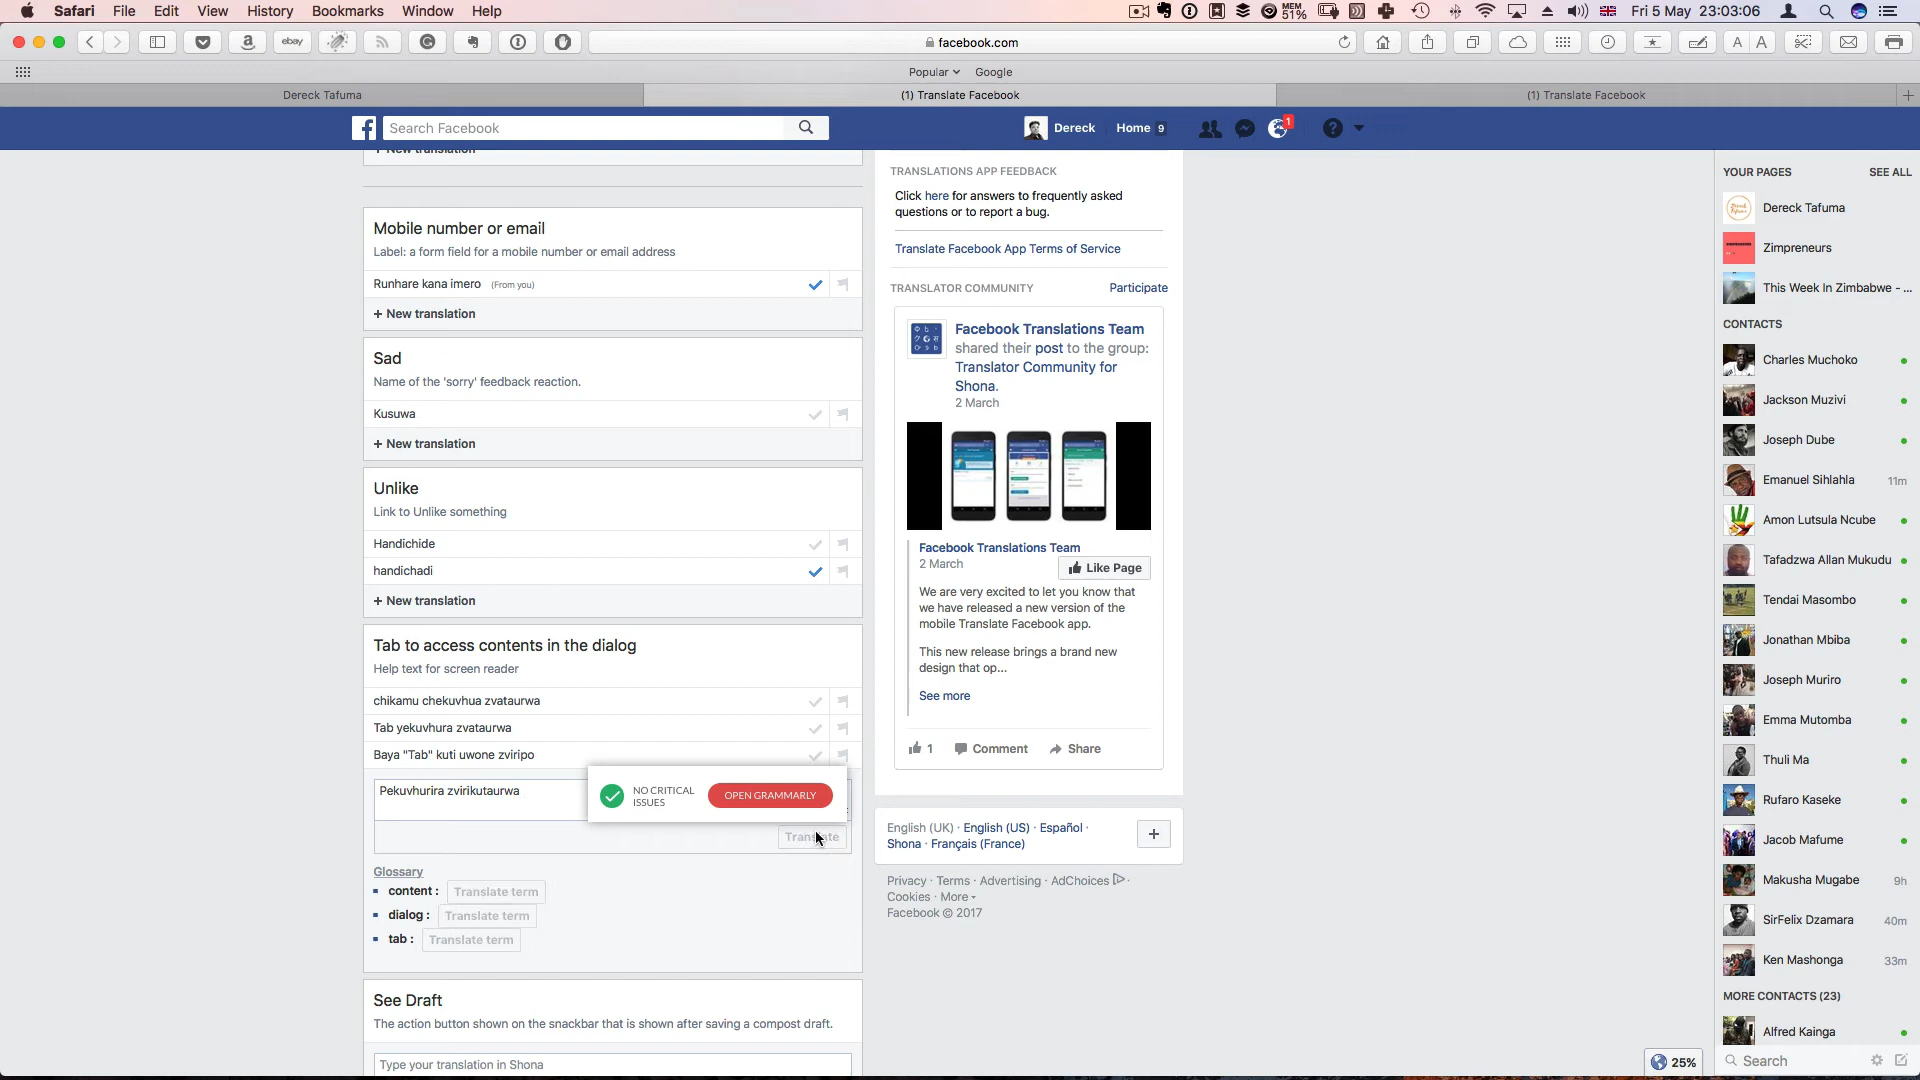 Safari File Edit View History Bookmarks Window Help
MEM 51%
Fri 5 May 23:03:06
ebay
facebook.com
A A
Popular Google
Dereck Tafuma
(1) Translate Facebook
(1) Translate Facebook
Search Facebook
Dereck Home 9
1
+ New translation
Mobile number or email
Label: a form field for a mobile number or email address
Runhare kana imero (From you)
+ New translation
Sad
Name of the 'sorry' feedback reaction.
Kusuwa
+ New translation
Unlike
Link to Unlike something
Handichide
handichadi
+ New translation
Tab to access contents in the dialog
Help text for screen reader
chikamu chekuvhua zvataurwa
Tab yekuvhura zvataurwa
Baya "Tab" kuti uwone zviripo
Pekuvhurira zvirikutaurwa
NO CRITICAL
ISSUES
OPEN GRAMMARLY
Translate
Glossary
content : Translate term
dialog : Translate term
tab : Translate term
See Draft
The action button shown on the snackbar that is shown after saving a compost draft.
Type your translation in Shona
TRANSLATIONS APP FEEDBACK
Click here for answers to frequently asked
questions or to report a bug.
Translate Facebook App Terms of Service
TRANSLATOR COMMUNITY Participate
Facebook Translations Team
shared their post to the group:
Translator Community for
Shona.
2 March
Facebook Translations Team
2 March
Like Page
We are very excited to let you know that
we have released a new version of the
mobile Translate Facebook app.
This new release brings a brand new
design that op...
See more
1 Comment Share
English (UK) · English (US) · Español ·
Shona · Français (France)
+
Privacy · Terms · Advertising · AdChoices ·
Cookies · More
Facebook © 2017
YOUR PAGES SEE ALL
Dereck Tafuma
Zimpreneurs
This Week In Zimbabwe - ...
CONTACTS
Charles Muchoko
Jackson Muzivi
Joseph Dube
Emanuel Sihlahla 11m
Amon Lutsula Ncube
Tafadzwa Allan Mukudu
Tendai Masombo
Jonathan Mbiba
Joseph Muriro
Emma Mutomba
Thuli Ma
Rufaro Kaseke
Jacob Mafume
Makusha Mugabe 9h
SirFelix Dzamara 40m
Ken Mashonga 33m
MORE CONTACTS (23)
Alfred Kainga
25%
Search